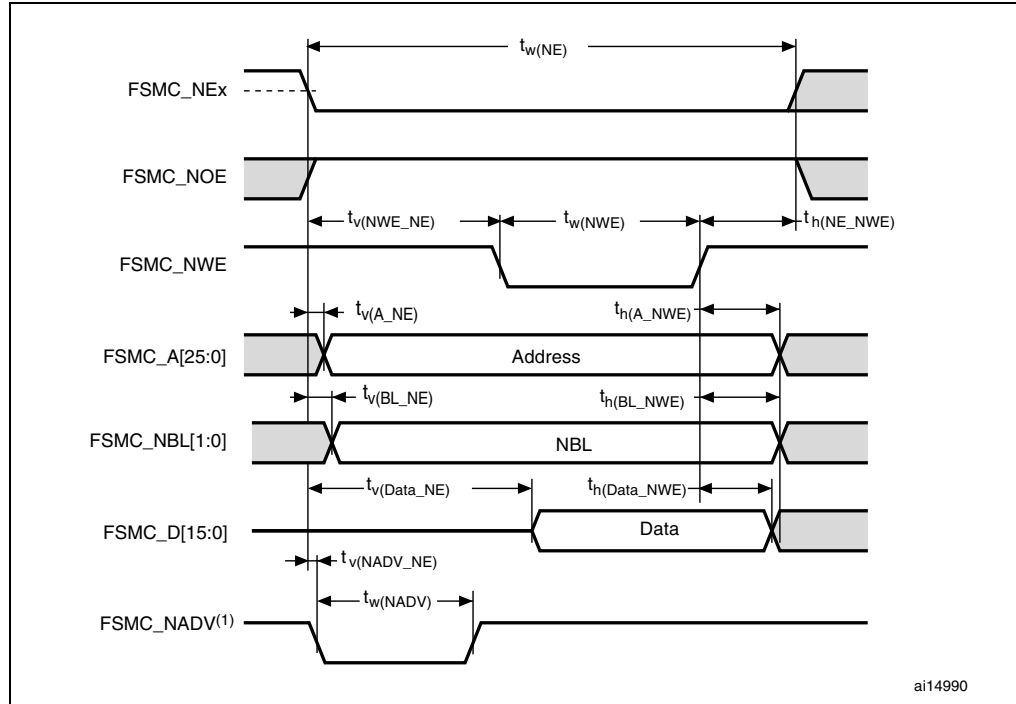 tw(NE)
FSMC_NEx
FSMC_NOE
tv(NWE_NE)
tw(NWE)
th(NE_NWE)
FSMC_NWE
tv(A_NE)
th(A_NWE)
FSMC_A[25:0]
Address
tv(BL_NE)
th(BL_NWE)
FSMC_NBL[1:0]
NBL
tv(Data_NE)
th(Data_NWE)
FSMC_D[15:0]
Data
tv(NADV_NE)
tw(NADV)
FSMC_NADV(1)
ai14990